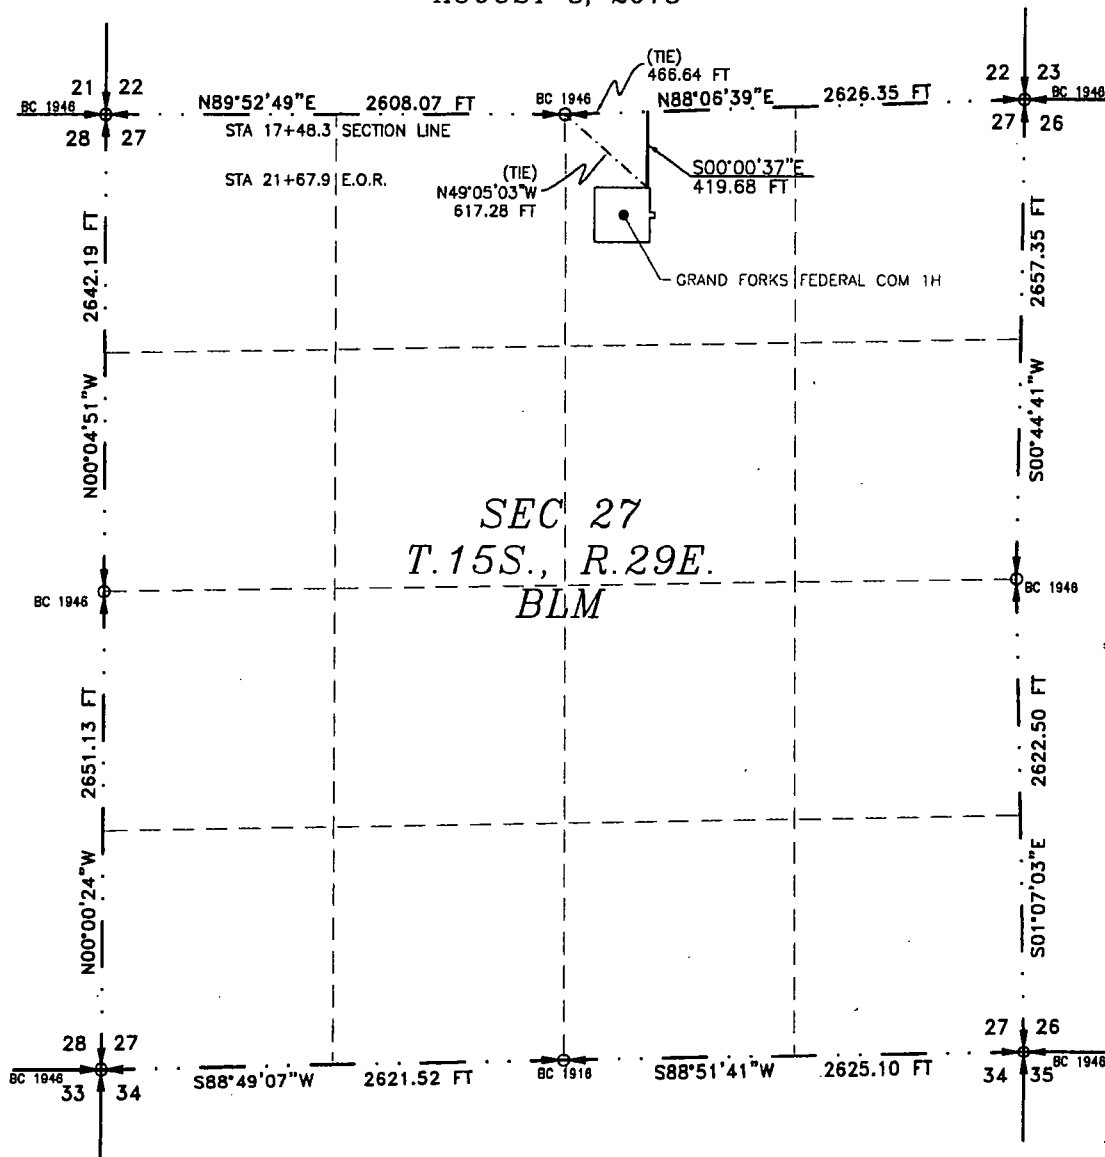 (TIE)
466.64 FT
21 22
22 23
BC 1946
N89°52'49"E 2608.07 FT
BC 1946
N88°06'39"E 2626.35 FT
BC 1946
28 27
27 26
STA 17+48.3 SECTION LINE
(TIE)
N49°05'03"W
617.28 FT
S00°00'37"E
419.68 FT
STA 21+67.9 E.O.R.
GRAND FORKS FEDERAL COM 1H
2642.19 FT
N00°04'51"W
2657.35 FT
S00°44'41"W
SEC 27
T.15S., R.29E.
BLM
BC 1946
BC 1946
2651.13 FT
N00°00'24"W
2622.50 FT
S01°07'03"E
28 27
27 26
BC 1946
S88°49'07"W 2621.52 FT
BC 1916
S88°51'41"W 2625.10 FT
BC 1946
33 34
34 35